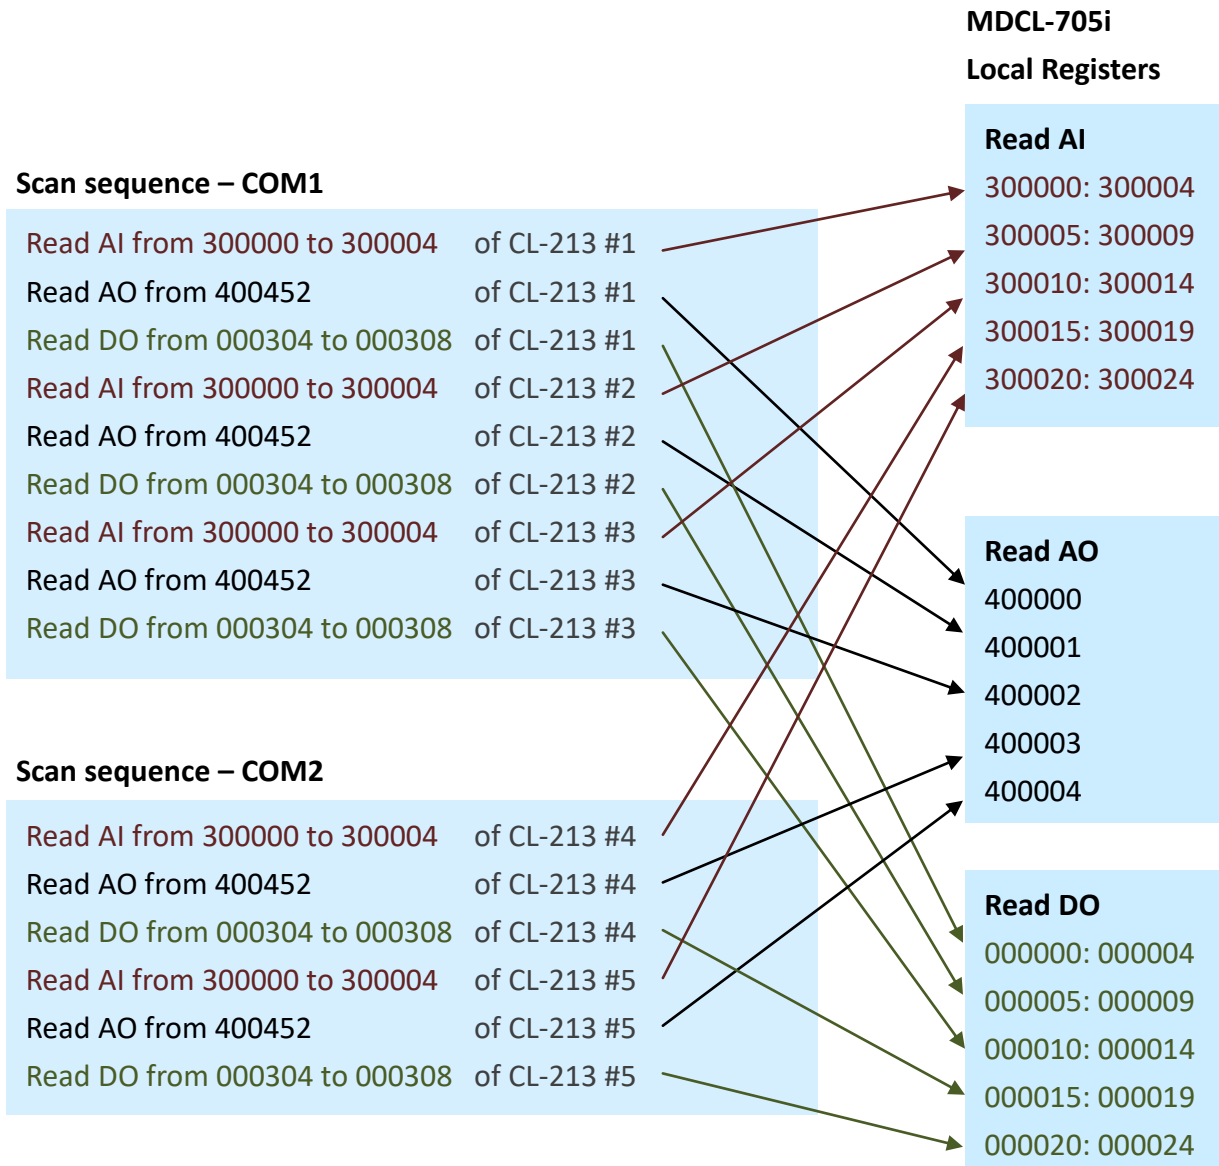 MDCL-705i
Local Registers
Scan sequence – COM1
Read AI from 300000 to 300004 of CL-213 #1
Read AO from 400452 of CL-213 #1
Read DO from 000304 to 000308 of CL-213 #1
Read AI from 300000 to 300004 of CL-213 #2
Read AO from 400452 of CL-213 #2
Read DO from 000304 to 000308 of CL-213 #2
Read AI from 300000 to 300004 of CL-213 #3
Read AO from 400452 of CL-213 #3
Read DO from 000304 to 000308 of CL-213 #3
Scan sequence – COM2
Read AI from 300000 to 300004 of CL-213 #4
Read AO from 400452 of CL-213 #4
Read DO from 000304 to 000308 of CL-213 #4
Read AI from 300000 to 300004 of CL-213 #5
Read AO from 400452 of CL-213 #5
Read DO from 000304 to 000308 of CL-213 #5
Read AI
300000: 300004
300005: 300009
300010: 300014
300015: 300019
300020: 300024
Read AO
400000
400001
400002
400003
400004
Read DO
000000: 000004
000005: 000009
000010: 000014
000015: 000019
000020: 000024